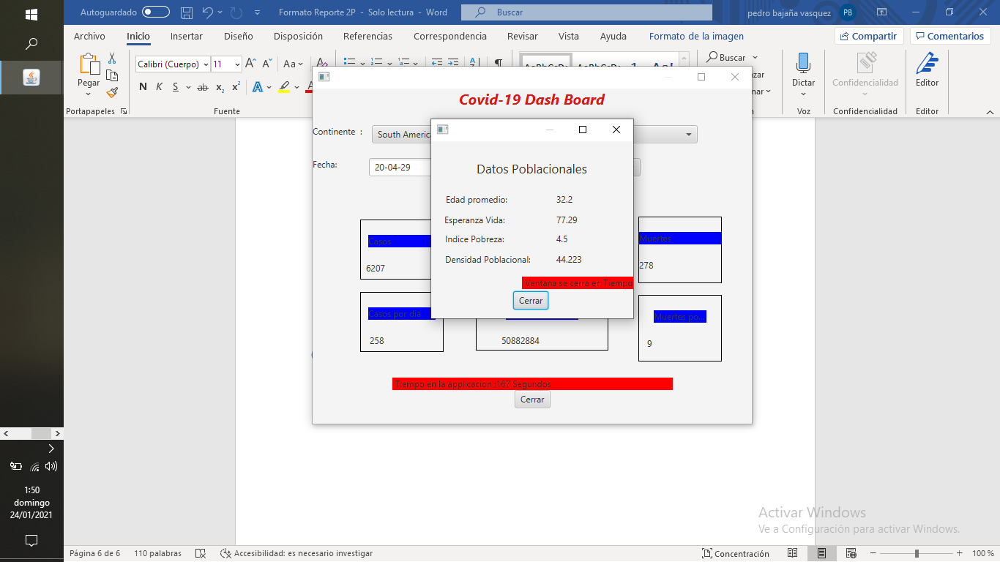 Autoguardado
Formato Reporte 2P - Solo lectura - Word
Buscar
pedro bajaña vasquez
PB
Archivo Inicio Insertar Diseño Disposición Referencias Correspondencia Revisar Vista Ayuda Formato de la imagen
Compartir
Comentarios
Calibri (Cuerpo) 11
Aa
Buscar
Pegar
N K S ab x2 x2
Dictar
Confidencialidad
Editor
Portapapeles
Fuente
Voz
Confidencialidad
Editor
Covid-19 Dash Board
Continente :
South America
Fecha:
20-04-29
Datos Poblacionales
Edad promedio: 32.2
Esperanza Vida: 77.29
Indice Pobreza: 4.5
Densidad Poblacional: 44.223
Ventana se cerra en Tiempo
Cerrar
Casos
6207
Muertes
278
Casos por dia
258
50882884
Muertes po...
9
Tiempo en la applicacion :167 Segundos
Cerrar
1:50
domingo
24/01/2021
Activar Windows
Ve a Configuración para activar Windows.
Página 6 de 6
110 palabras
Accesibilidad: es necesario investigar
Concentración
100 %